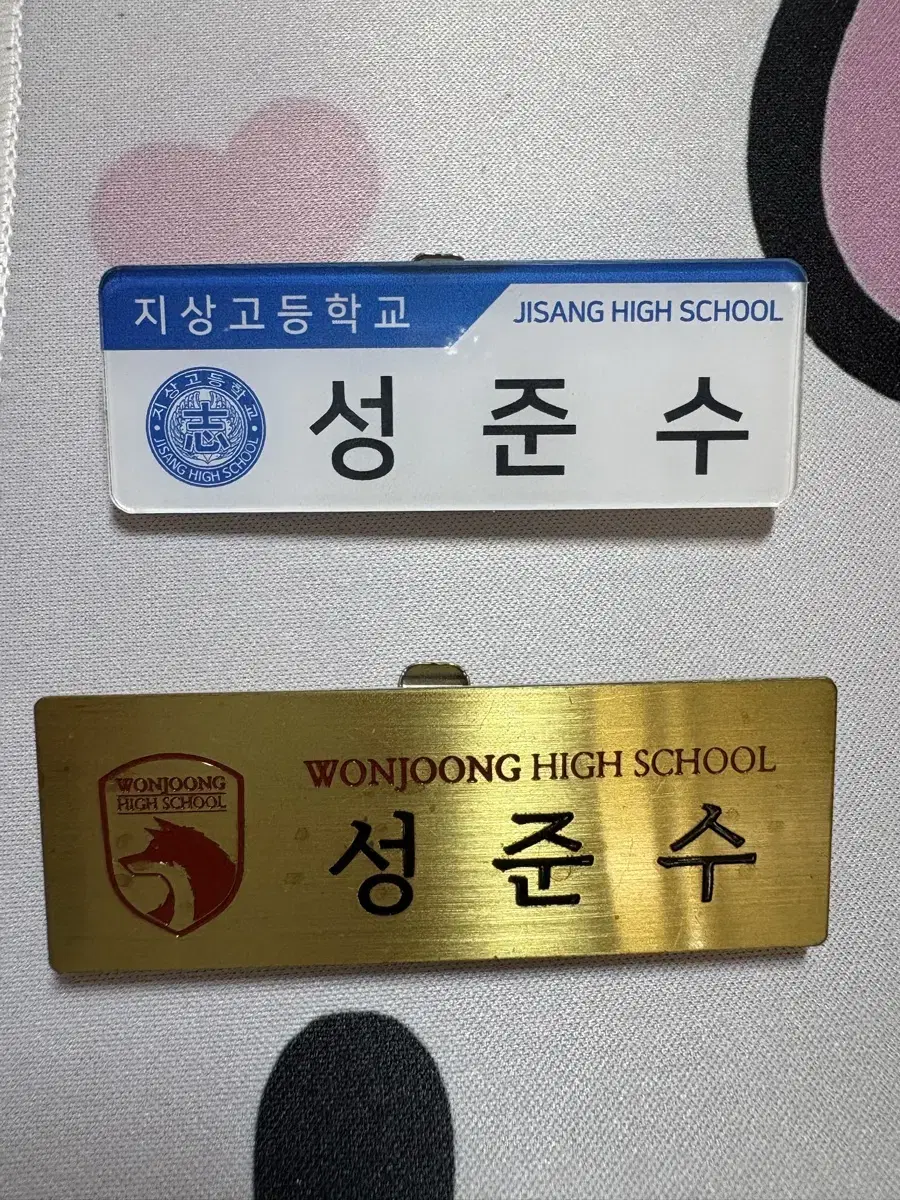 지상고등학교 JISANG HIGH SCHOOL
· 지상고등학교 ·
志
JISANG HIGH SCHOOL
성 준 수
WONJOONG
HIGH SCHOOL
WONJOONG HIGH SCHOOL
성 준 수